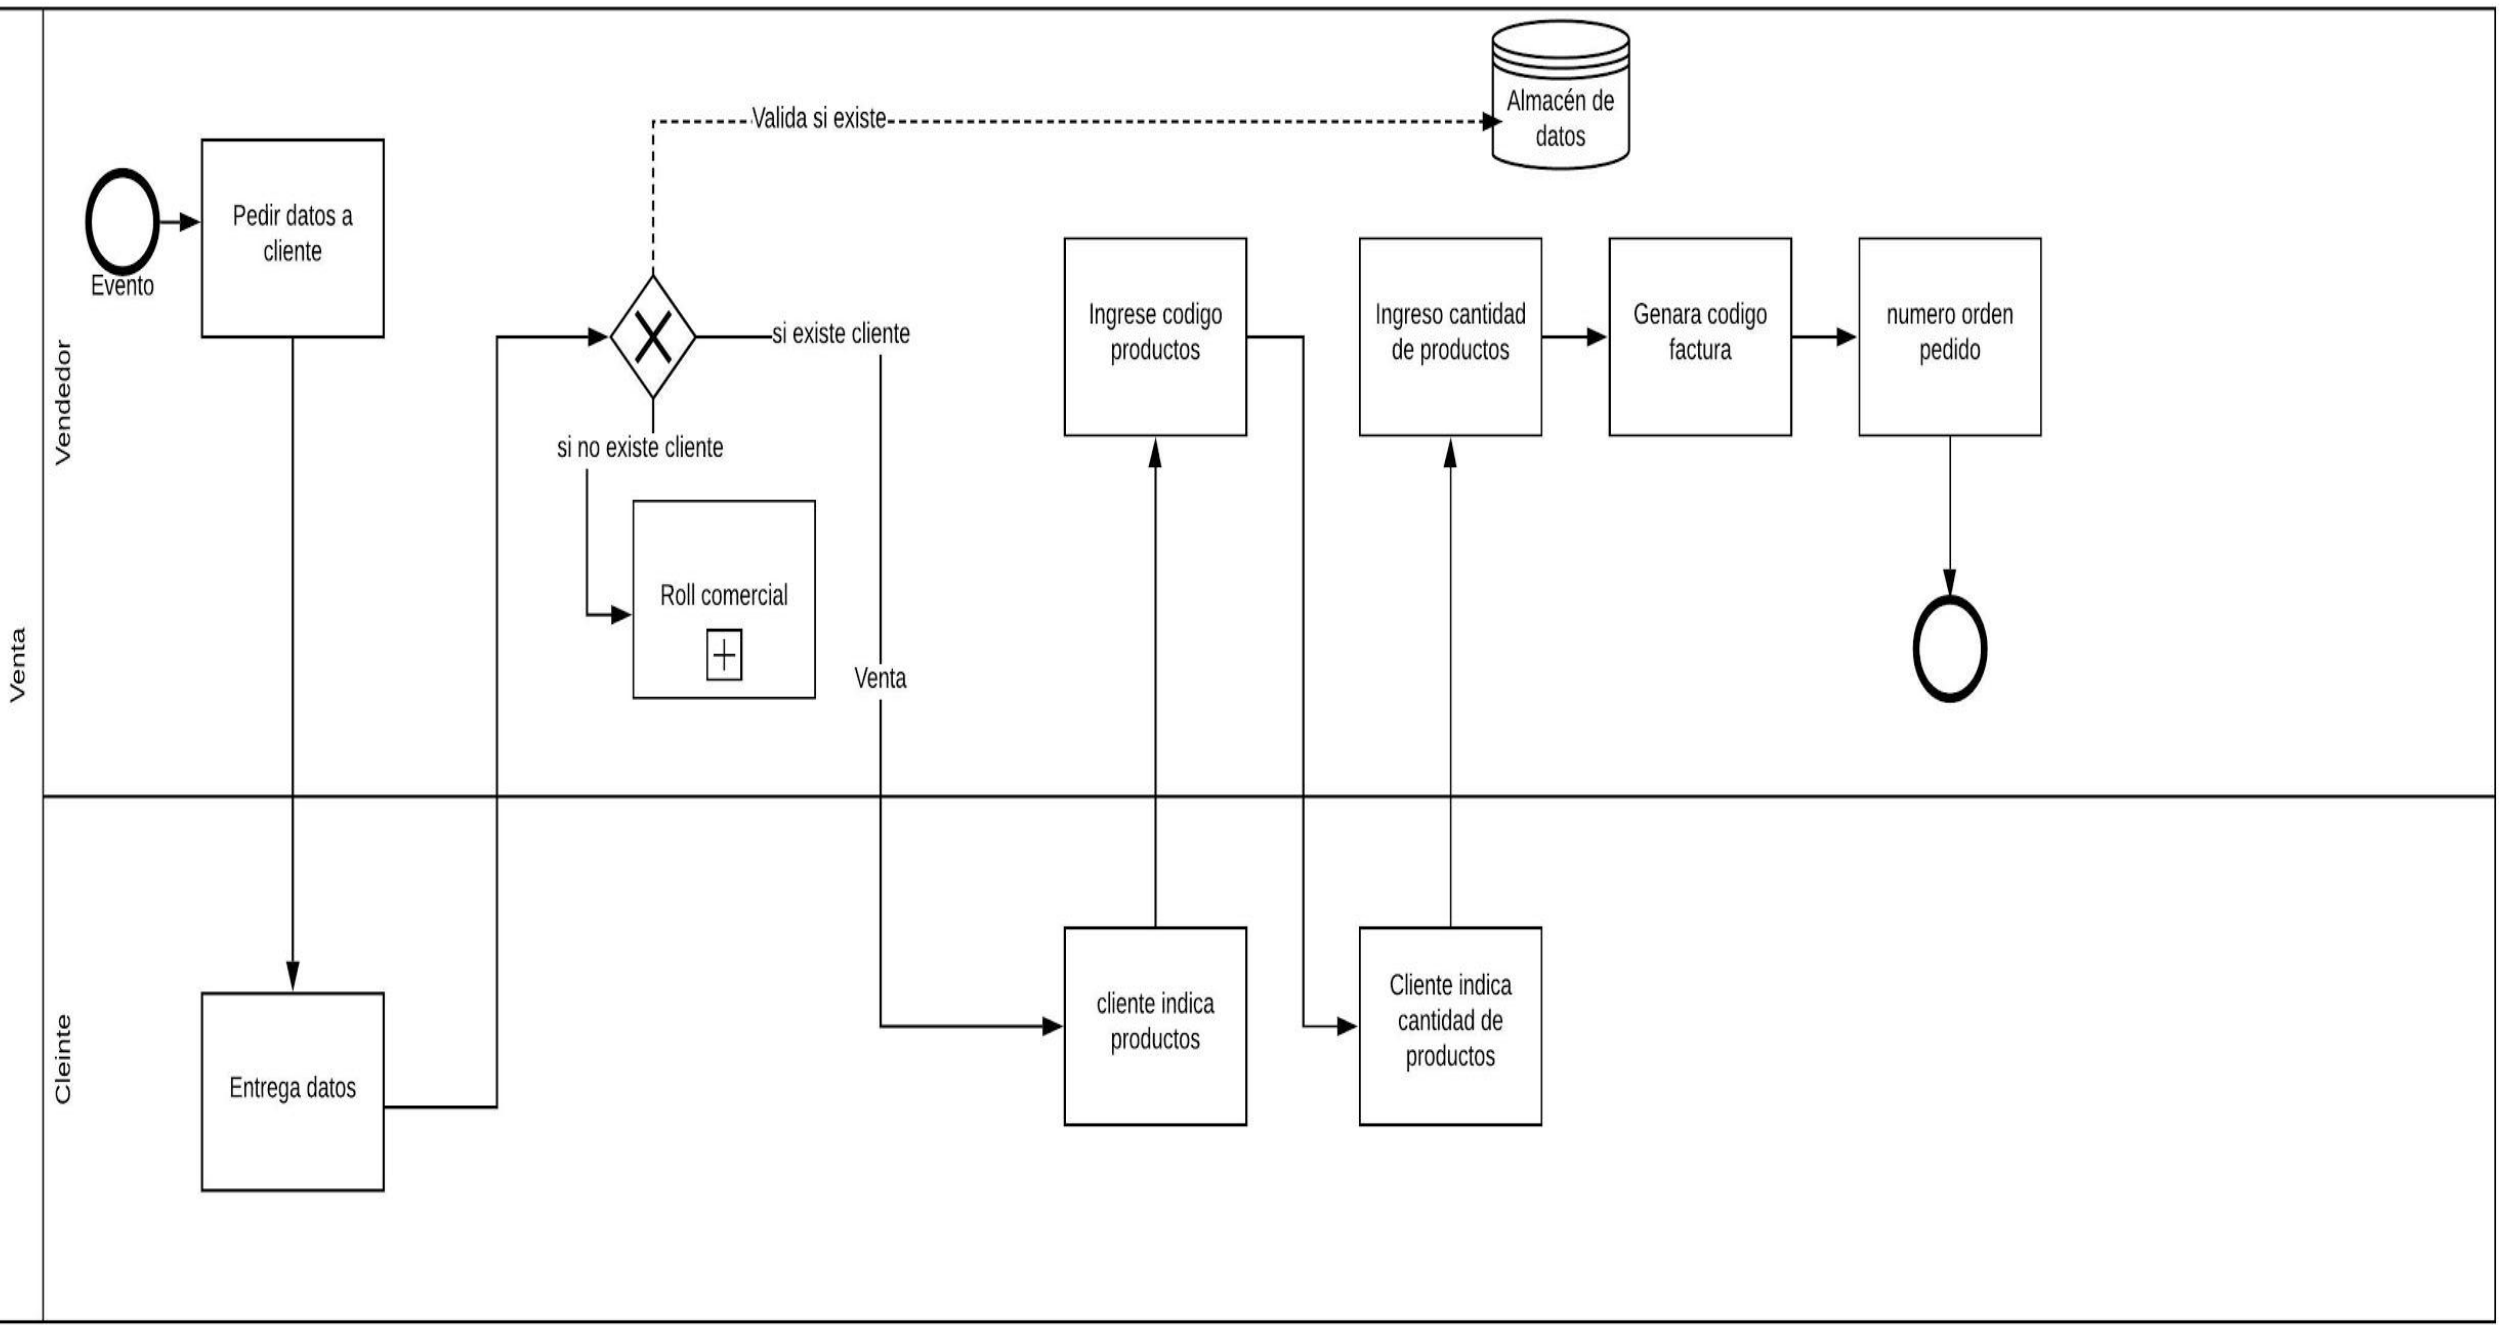 Venta
Vendedor
Evento
Pedir datos a
cliente
Valida si existe
Almacén de
datos
si existe cliente
si no existe cliente
Roll comercial
Venta
Ingrese codigo
productos
Ingreso cantidad
de productos
Genara codigo
factura
numero orden
pedido
Cleinte
Entrega datos
cliente indica
productos
Cliente indica
cantidad de
productos